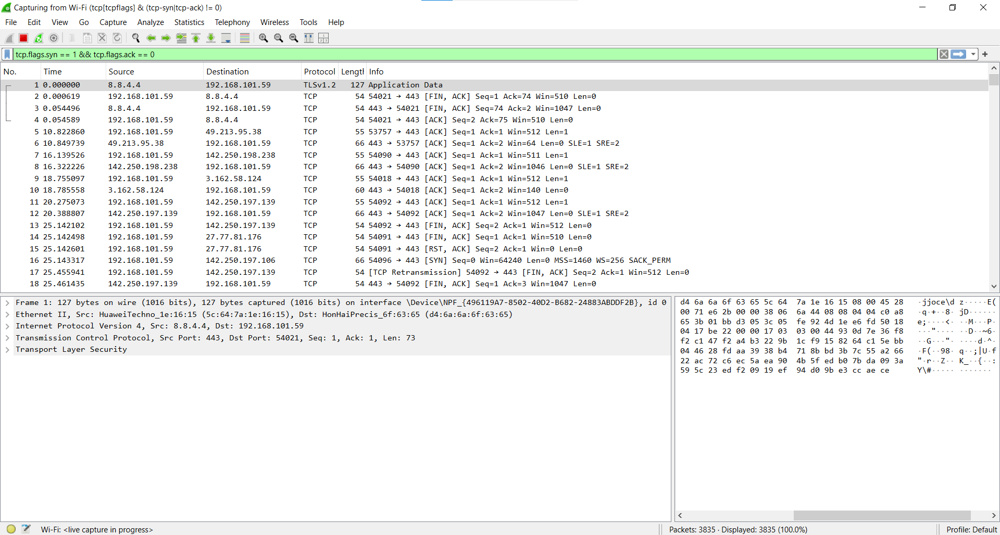 Capturing from Wi-Fi (tcp[tcpflags] & (tcp-syn|tcp-ack) != 0)
File Edit View Go Capture Analyze Statistics Telephony Wireless Tools Help
tcp.flags.syn == 1 && tcp.flags.ack == 0
No. Time Source Destination Protocol Length Info
1 0.000000 8.8.4.4 192.168.101.59 TLSv1.2 127 Application Data
2 0.000619 192.168.101.59 8.8.4.4 TCP 54 54021 → 443 [FIN, ACK] Seq=1 Ack=74 Win=510 Len=0
3 0.054496 8.8.4.4 192.168.101.59 TCP 54 443 → 54021 [FIN, ACK] Seq=74 Ack=2 Win=1047 Len=0
4 0.054589 192.168.101.59 8.8.4.4 TCP 54 54021 → 443 [ACK] Seq=2 Ack=75 Win=510 Len=0
5 10.822860 192.168.101.59 49.213.95.38 TCP 55 53757 → 443 [ACK] Seq=1 Ack=1 Win=512 Len=1
6 10.849739 49.213.95.38 192.168.101.59 TCP 66 443 → 53757 [ACK] Seq=1 Ack=2 Win=64 Len=0 SLE=1 SRE=2
7 16.139526 192.168.101.59 142.250.198.238 TCP 55 54090 → 443 [ACK] Seq=1 Ack=1 Win=511 Len=1
8 16.322226 142.250.198.238 192.168.101.59 TCP 66 443 → 54090 [ACK] Seq=1 Ack=2 Win=1046 Len=0 SLE=1 SRE=2
9 18.755097 192.168.101.59 3.162.58.124 TCP 55 54018 → 443 [ACK] Seq=1 Ack=1 Win=512 Len=1
10 18.785558 3.162.58.124 192.168.101.59 TCP 60 443 → 54018 [ACK] Seq=1 Ack=2 Win=140 Len=0
11 20.275073 192.168.101.59 142.250.197.139 TCP 55 54092 → 443 [ACK] Seq=1 Ack=1 Win=512 Len=1
12 20.388807 142.250.197.139 192.168.101.59 TCP 66 443 → 54092 [ACK] Seq=1 Ack=2 Win=1047 Len=0 SLE=1 SRE=2
13 25.142102 192.168.101.59 142.250.197.139 TCP 54 54092 → 443 [FIN, ACK] Seq=2 Ack=1 Win=512 Len=0
14 25.142498 192.168.101.59 27.77.81.176 TCP 54 54091 → 443 [FIN, ACK] Seq=1 Ack=1 Win=510 Len=0
15 25.142601 192.168.101.59 27.77.81.176 TCP 54 54091 → 443 [RST, ACK] Seq=2 Ack=1 Win=0 Len=0
16 25.143317 192.168.101.59 142.250.197.106 TCP 66 54096 → 443 [SYN] Seq=0 Win=64240 Len=0 MSS=1460 WS=256 SACK_PERM
17 25.455941 192.168.101.59 142.250.197.139 TCP 54 [TCP Retransmission] 54092 → 443 [FIN, ACK] Seq=2 Ack=1 Win=512 Len=0
18 25.461435 142.250.197.139 192.168.101.59 TCP 54 443 → 54092 [FIN, ACK] Seq=1 Ack=3 Win=1047 Len=0
Frame 1: 127 bytes on wire (1016 bits), 127 bytes captured (1016 bits) on interface \Device\NPF_{496119A7-8502-40D2-B682-24883ABDDF2B}, id 0
Ethernet II, Src: HuaweiTechno_1e:16:15 (5c:64:7a:1e:16:15), Dst: HonHaiPrecis_6f:63:65 (d4:6a:6a:6f:63:65)
Internet Protocol Version 4, Src: 8.8.4.4, Dst: 192.168.101.59
Transmission Control Protocol, Src Port: 443, Dst Port: 54021, Seq: 1, Ack: 1, Len: 73
Transport Layer Security
d4 6a 6a 6f 63 65 5c 64 7a 1e 16 15 08 00 45 28 ·jjoce\d z·····E(
00 71 e6 2b 00 00 38 06 6a 44 08 08 04 04 c0 a8 ·q·+··8· jD······
65 3b 01 bb d3 05 3c 05 fe 92 4d 1e e6 fd 50 18 e;····<· ··M···P·
04 17 be 22 00 00 17 03 03 00 44 93 0d 7e 36 f8 ···"···· ··D··~6·
f2 c1 47 f2 a4 b3 22 9b 1c f9 15 82 64 c1 5e bb ··G···"· ····d·^·
04 46 28 fd aa 39 38 b4 71 8b bd 3b 7c 55 a2 66 ·F(··98· q··;|U·f
22 ac 72 c6 ec 5a ea 90 4b 5f ed b0 7b da 09 3a "·r··Z·· K_··{··:
59 5c 23 ed f2 09 19 ef 94 d0 9b e3 cc ae ce Y\#····· ·······
Wi-Fi: <live capture in progress> Packets: 3835 · Displayed: 3835 (100.0%) Profile: Default